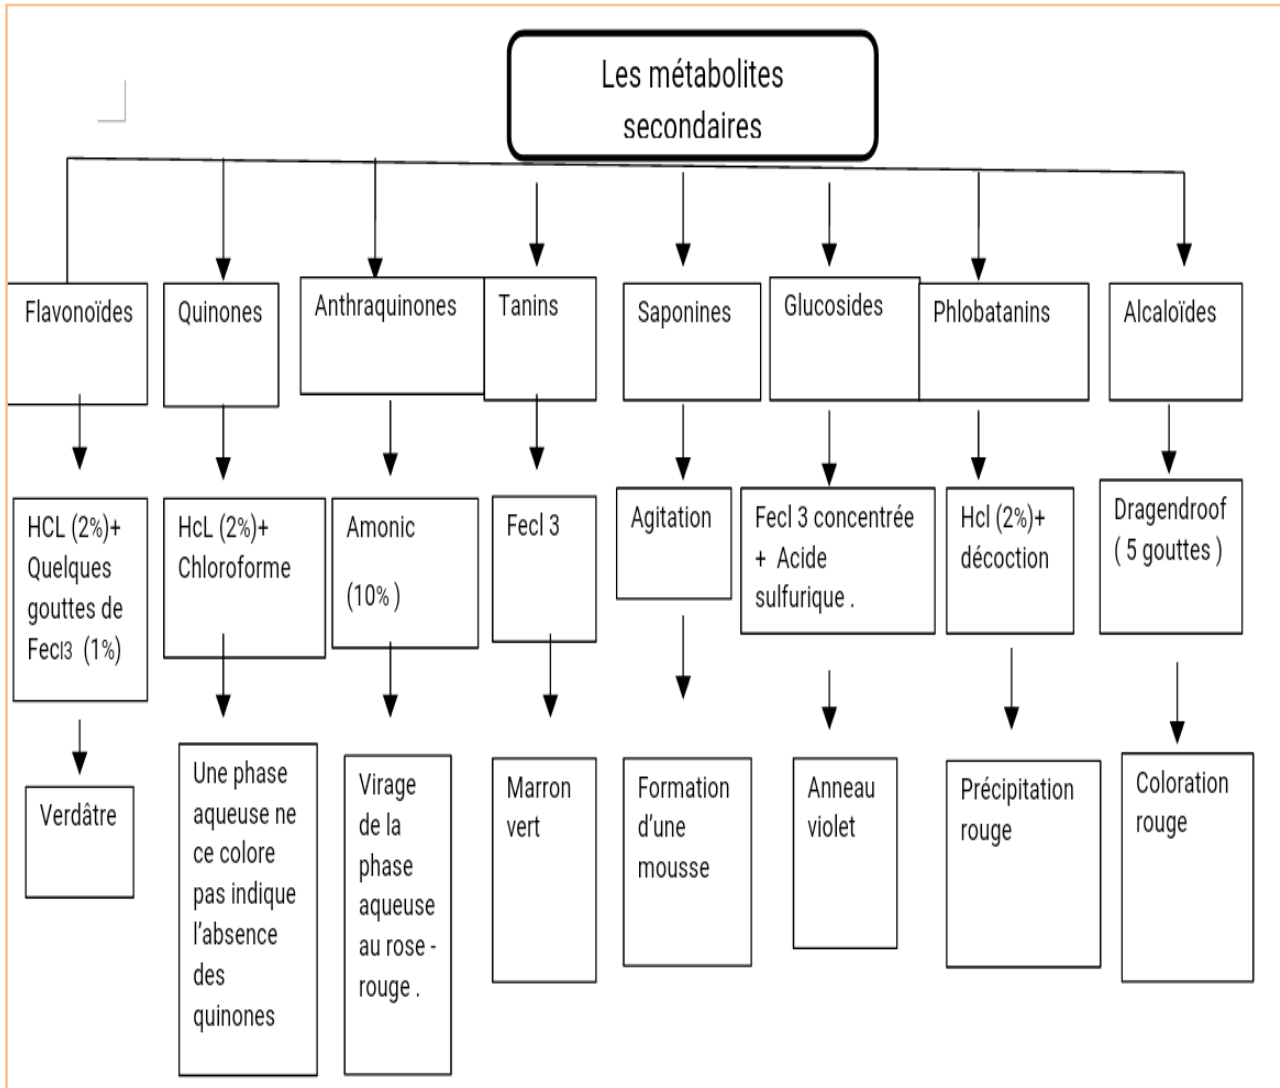 Les métabolites
secondaires
Flavonoïdes
Quinones
Anthraquinones
Tanins
Saponines
Glucosides
Phlobatanins
Alcaloïdes
HCL (2%)+
Quelques
gouttes de
Fecl3 (1%)
HcL (2%)+
Chloroforme
Amonic
(10% )
Fecl 3
Agitation
Fecl 3 concentrée
+ Acide
sulfurique .
Hcl (2%)+
décoction
Dragendroof
( 5 gouttes )
Verdâtre
Une phase
aqueuse ne
ce colore
pas indique
l'absence
des
quinones
Virage
de la
phase
aqueuse
au rose -
rouge .
Marron
vert
Formation
d'une
mousse
Anneau
violet
Précipitation
rouge
Coloration
rouge